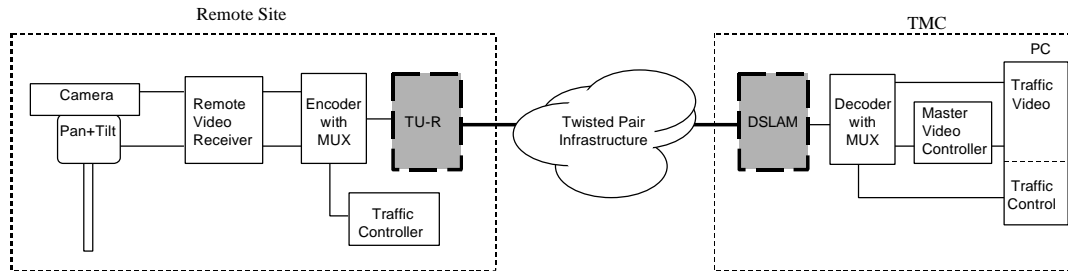 Remote Site
TMC
PC
Camera
Pan+Tilt
Remote
Video
Receiver
Encoder
with
MUX
TU-R
Traffic
Controller
Twisted Pair
Infrastructure
DSLAM
Decoder
with
MUX
Master
Video
Controller
Traffic
Video
Traffic
Control